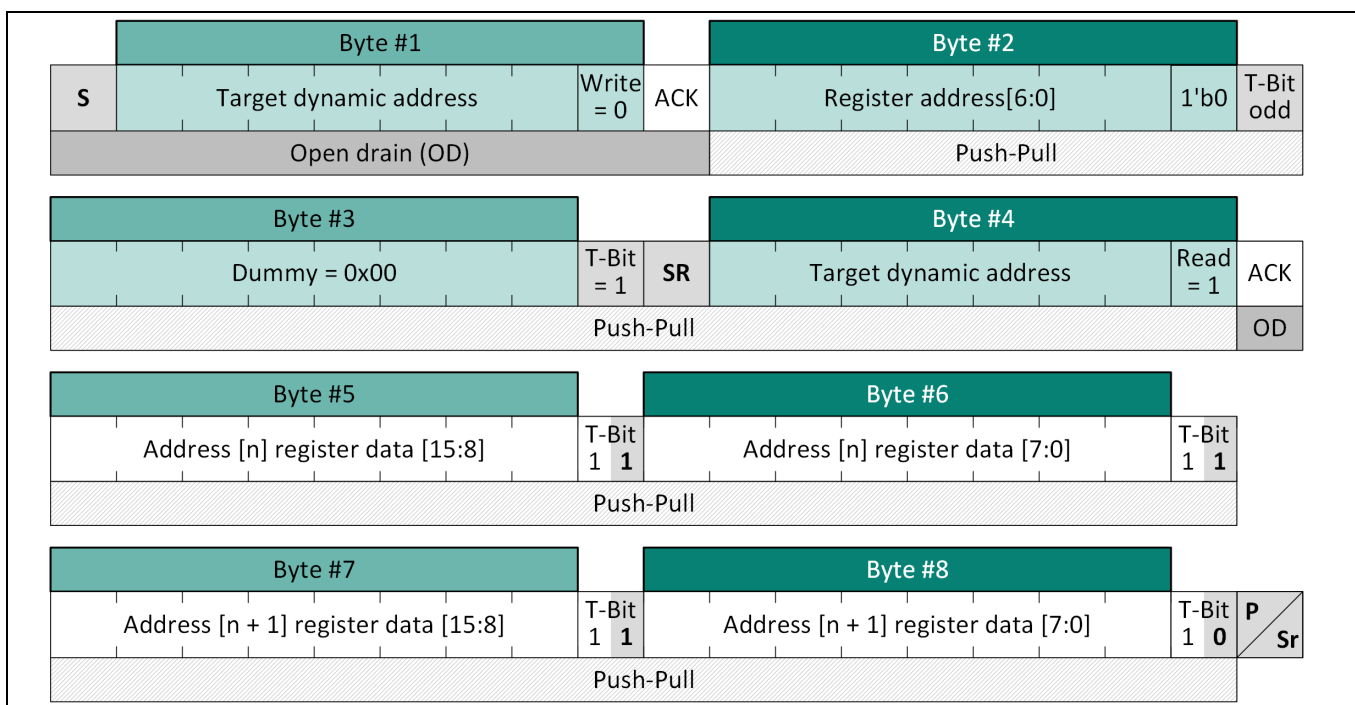 Byte #1 Byte #2
S Target dynamic address Write = 0 ACK Register address[6:0] 1'b0 T-Bit odd
Open drain (OD) Push-Pull
Byte #3 Byte #4
Dummy = 0x00 T-Bit = 1 SR Target dynamic address Read = 1 ACK
Push-Pull OD
Byte #5 Byte #6
Address [n] register data [15:8] T-Bit 1 1 Address [n] register data [7:0] T-Bit 1 1
Push-Pull
Byte #7 Byte #8
Address [n + 1] register data [15:8] T-Bit 1 1 Address [n + 1] register data [7:0] T-Bit 1 0 P Sr
Push-Pull